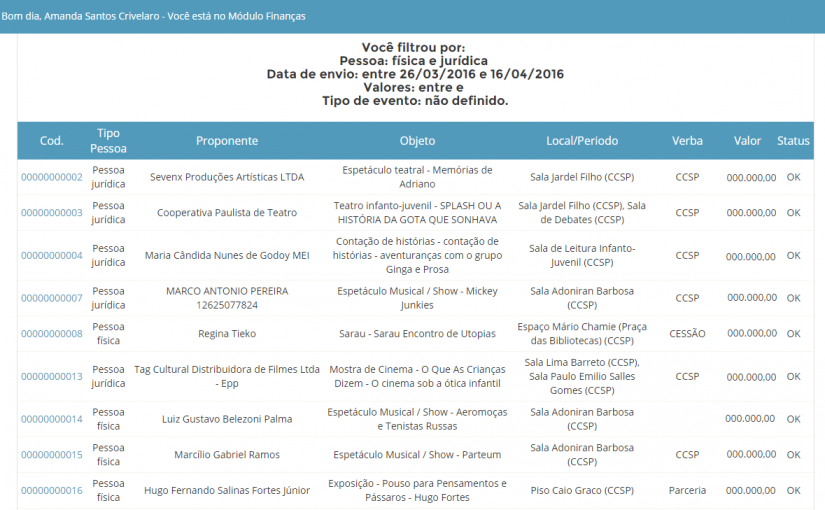 Bom dia, Amanda Santos Crivelaro - Você está no Módulo Finanças
Você filtrou por:
Pessoa: física e jurídica
Data de envio: entre 26/03/2016 e 16/04/2016
Valores: entre e
Tipo de evento: não definido.
Cod. Tipo Pessoa Proponente Objeto Local/Periodo Verba Valor Status
00000000002 Pessoa jurídica Sevenx Produções Artísticas LTDA Espetáculo teatral - Memórias de Adriano Sala Jardel Filho (CCSP) CCSP 000.000,00 OK
00000000003 Pessoa jurídica Cooperativa Paulista de Teatro Teatro infanto-juvenil - SPLASH OU A HISTÓRIA DA GOTA QUE SONHAVA Sala Jardel Filho (CCSP), Sala de Debates (CCSP) CCSP 000.000,00 OK
00000000004 Pessoa jurídica Maria Cândida Nunes de Godoy MEI Contação de histórias - contação de histórias - aventuranças com o grupo Ginga e Prosa Sala de Leitura Infanto-Juvenil (CCSP) CCSP 000.000,00 OK
00000000007 Pessoa jurídica MARCO ANTONIO PEREIRA 12625077824 Espetáculo Musical / Show - Mickey Junkies Sala Adoniran Barbosa (CCSP) CCSP 000.000,00 OK
00000000008 Pessoa física Regina Tieko Sarau - Sarau Encontro de Utopias Espaço Mário Chamie (Praça das Bibliotecas) (CCSP) CESSÃO 000.000,00 OK
00000000013 Pessoa jurídica Tag Cultural Distribuidora de Filmes Ltda - Epp Mostra de Cinema - O Que As Crianças Dizem - O cinema sob a ótica infantil Sala Lima Barreto (CCSP), Sala Paulo Emilio Salles Gomes (CCSP) CCSP 000.000,00 OK
00000000014 Pessoa física Luiz Gustavo Belezoni Palma Espetáculo Musical / Show - Aeromoças e Tenistas Russas Sala Adoniran Barbosa (CCSP) 000.000,00 OK
00000000015 Pessoa física Marcílio Gabriel Ramos Espetáculo Musical / Show - Parteum Sala Adoniran Barbosa (CCSP) CCSP 000.000,00 OK
00000000016 Pessoa física Hugo Fernando Salinas Fortes Júnior Exposição - Pouso para Pensamentos e Pássaros - Hugo Fortes Piso Caio Graco (CCSP) Parceria 000.000,00 OK